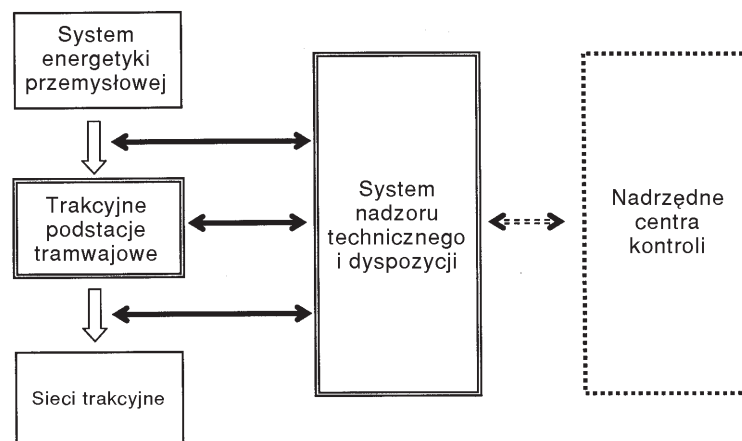 System
energetyki
przemysłowej
Trakcyjne
podstacje
tramwajowe
Sieci trakcyjne
System
nadzoru
technicznego
i dyspozycji
Nadrzędne
centra
kontroli